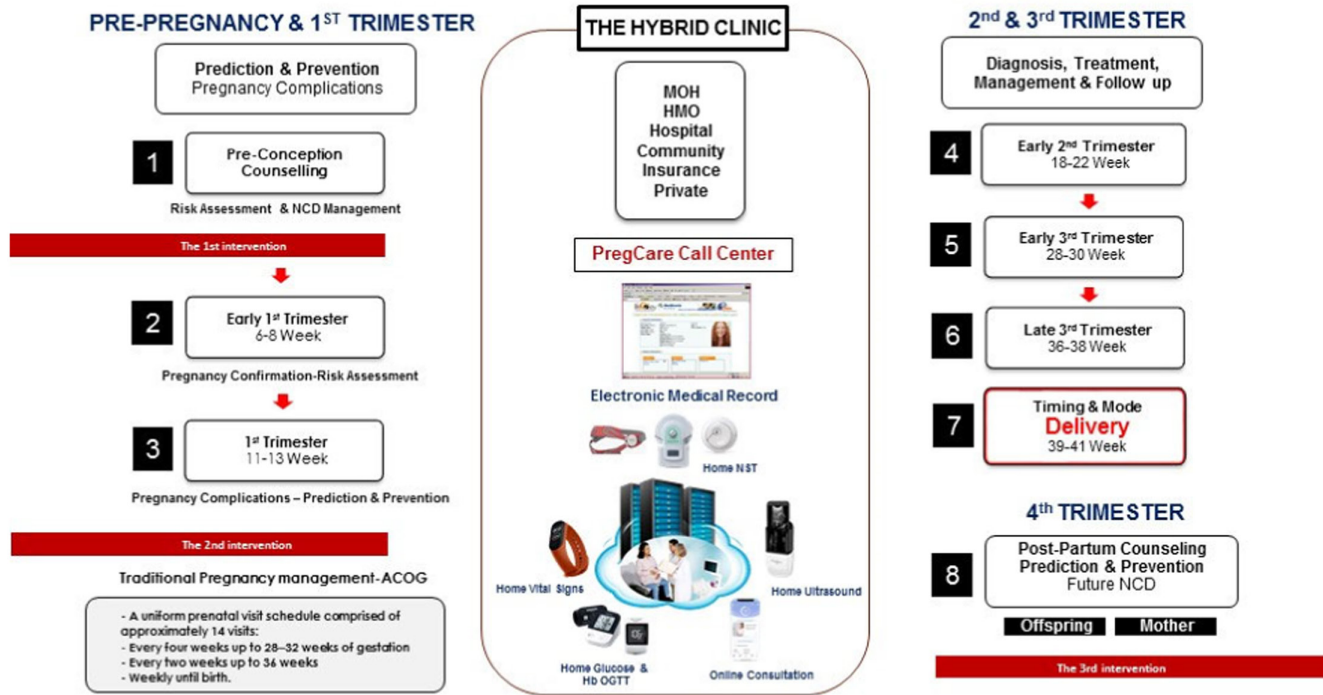 PRE-PREGNANCY & 1ST TRIMESTER
Prediction & Prevention
Pregnancy Complications
1
Pre-Conception
Counselling
Risk Assessment & NCD Management
The 1st intervention
2
Early 1st Trimester
6-8 Week
Pregnancy Confirmation-Risk Assessment
3
1st Trimester
11-13 Week
Pregnancy Complications – Prediction & Prevention
The 2nd intervention
Traditional Pregnancy management-ACOG
- A uniform prenatal visit schedule comprised of
approximately 14 visits:
- Every four weeks up to 28–32 weeks of gestation
- Every two weeks up to 36 weeks
- Weekly until birth.
THE HYBRID CLINIC
MOH
HMO
Hospital
Community
Insurance
Private
PregCare Call Center
Electronic Medical Record
Home NST
Home Vital Signs
Home Ultrasound
Home Glucose &
Hb OGTT
Online Consultation
2nd & 3rd TRIMESTER
Diagnosis, Treatment,
Management & Follow up
4
Early 2nd Trimester
18-22 Week
5
Early 3rd Trimester
28-30 Week
6
Late 3rd Trimester
36-38 Week
7
Timing & Mode
Delivery
39-41 Week
4th TRIMESTER
8
Post-Partum Counseling
Prediction & Prevention
Future NCD
Offspring
Mother
The 3rd intervention